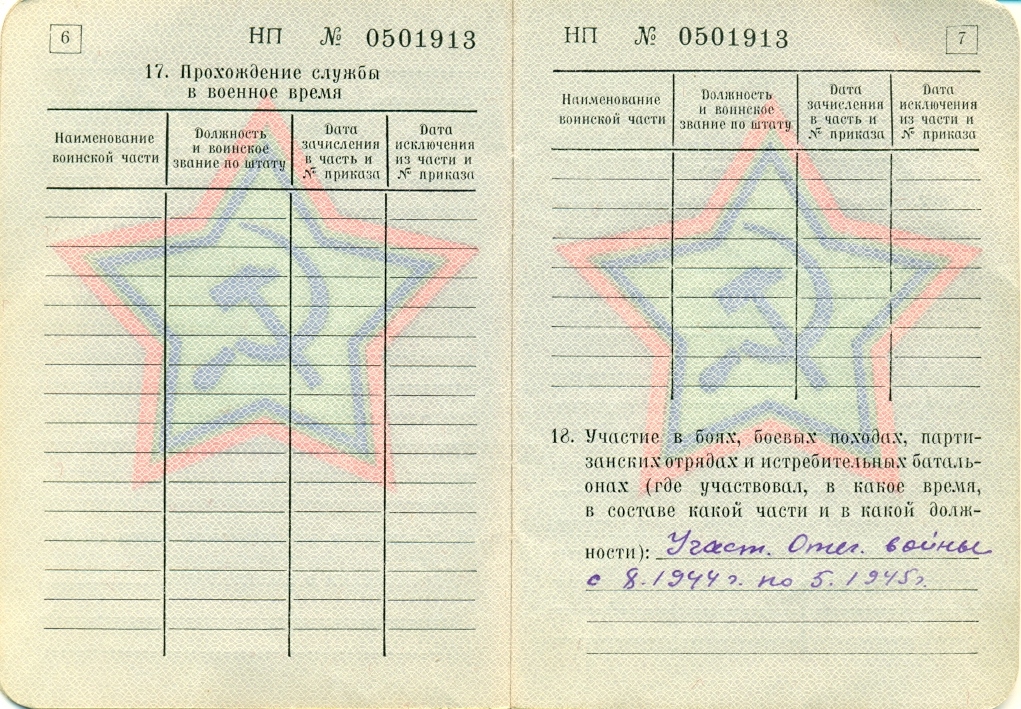 6
НП № 0501913
17. Прохождение службы
в военное время
Наименование
воинской части
Должность
и воинское
звание по штату
Дата
зачисления
в часть и
№ приказа
Дата
исключения
из части и
№ приказа
НП № 0501913
7
Наименование
воинской части
Должность
и воинское
звание по штату
Дата
зачисления
в часть и
№ приказа
Дата
исключения
из части и
№ приказа
18. Участие в боях, боевых походах, парти-
занских отрядах и истребительных баталь-
онах (где участвовал, в какое время,
в составе какой части и в какой долж-
ности): Участ. Отеч. войны
с 8.1944 г. по 5.1945г.